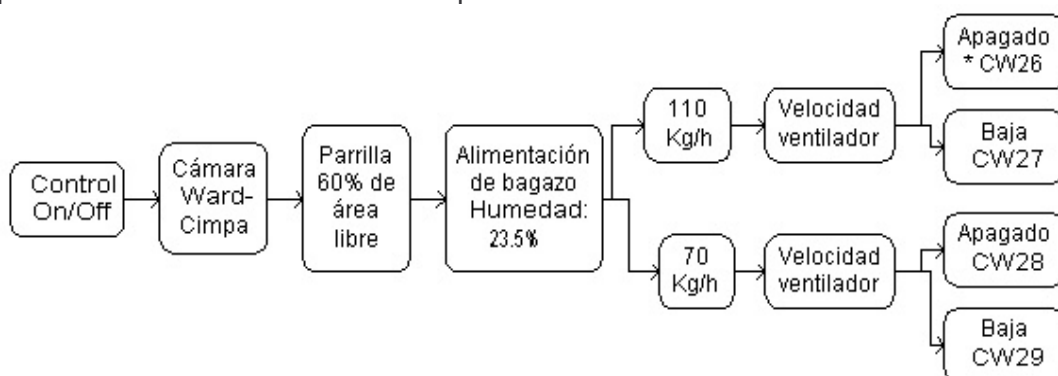 Control
On/Off
Cámara
Ward-
Cimpa
Parrilla
60% de
área
libre
Alimentación
de bagazo
Humedad:
23.5%
110
Kg/h
Velocidad
ventilador
Apagado
* CW26
Baja
CW27
70
Kg/h
Velocidad
ventilador
Apagado
CW28
Baja
CW29